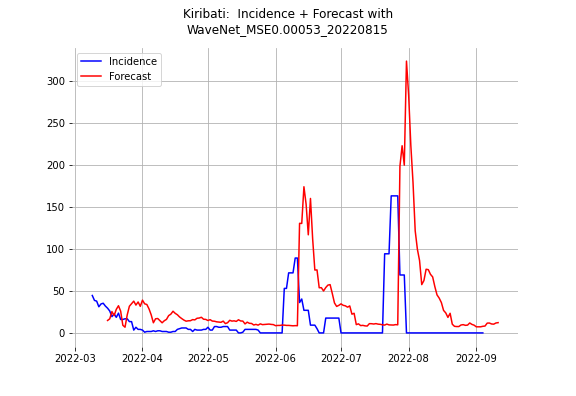 Kiribati:  Incidence + Forecast with
WaveNet_MSE0.00053_20220815
Incidence
Forecast
300
250
200
150
100
50
0
2022-03 2022-04 2022-05 2022-06 2022-07 2022-08 2022-09